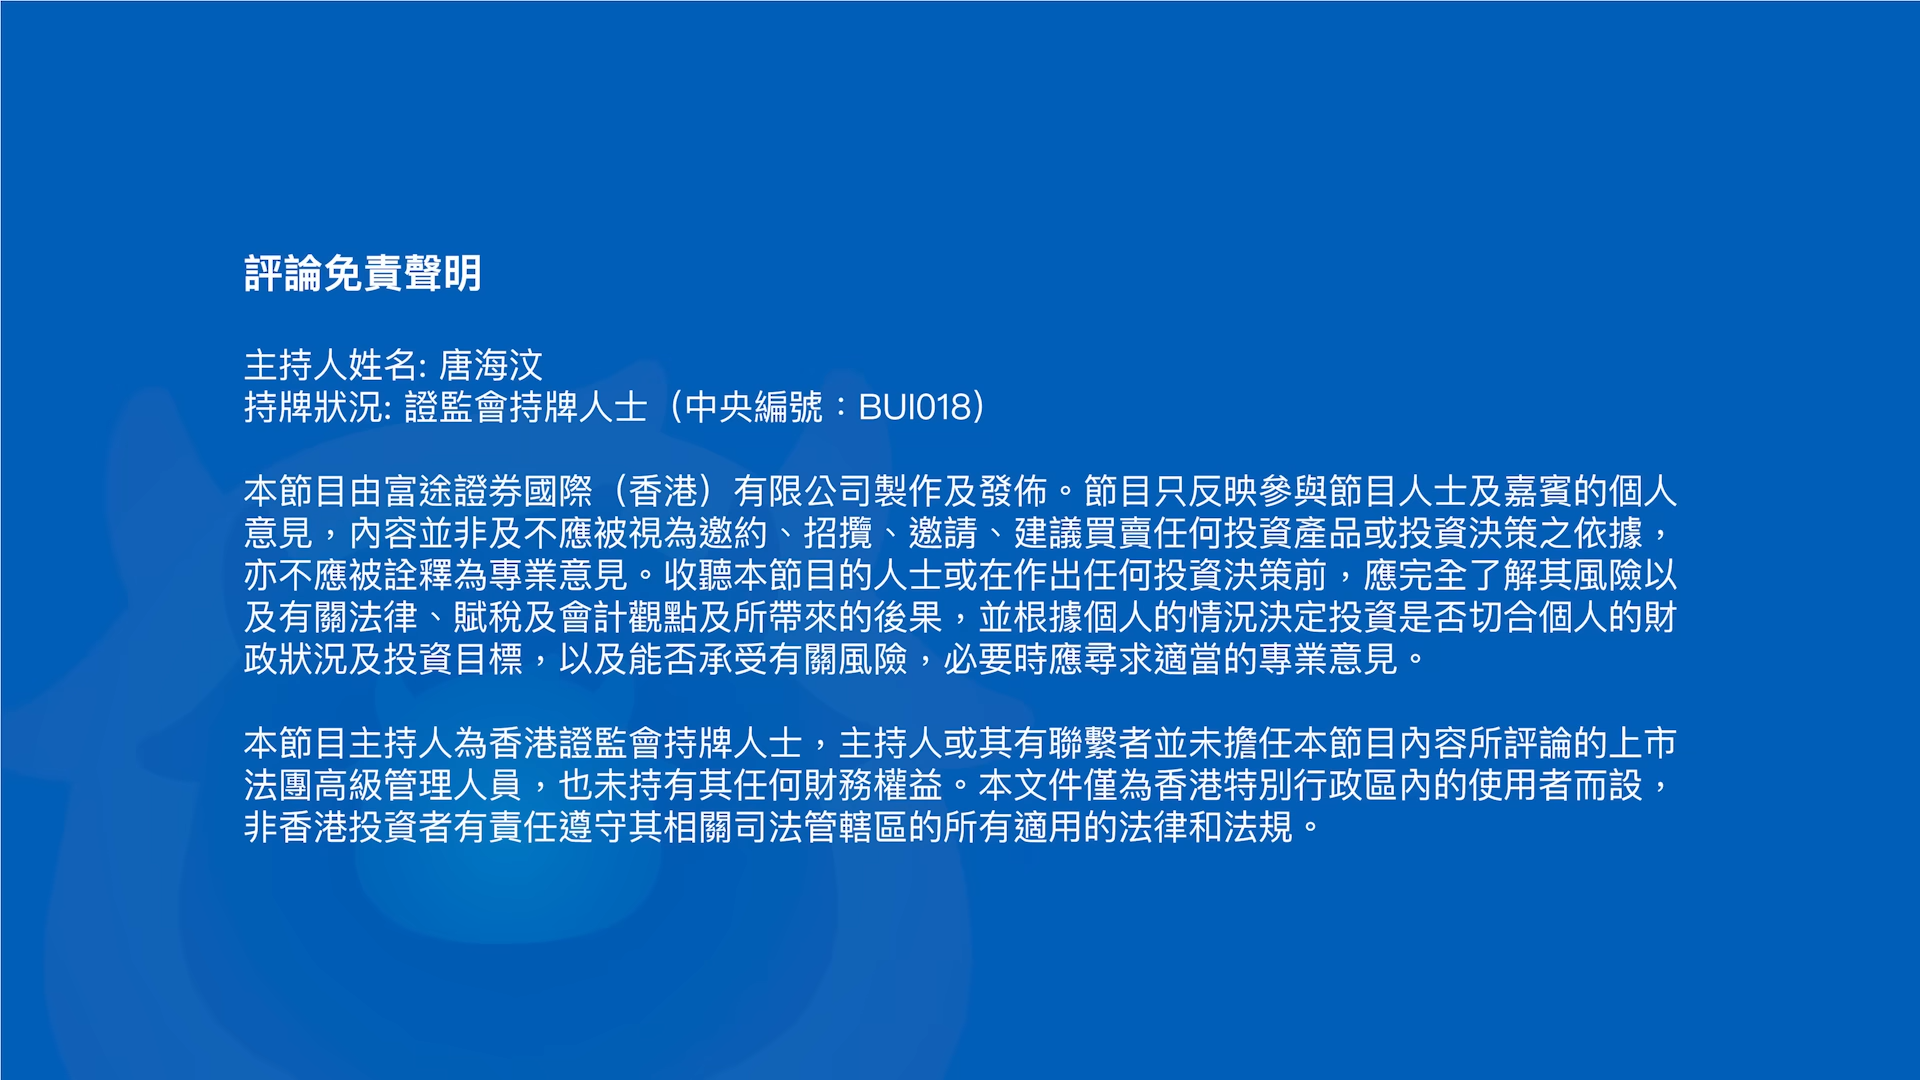 評論免責聲明
主持人姓名: 唐海汶
持牌狀況: 證監會持牌人士（中央編號：BUI018）
本節目由富途證券國際（香港）有限公司製作及發佈。節目只反映參與節目人士及嘉賓的個人
意見，內容並非及不應被視為邀約、招攬、邀請、建議買賣任何投資產品或投資決策之依據，
亦不應被詮釋為專業意見。收聽本節目的人士或在作出任何投資決策前，應完全了解其風險以
及有關法律、賦稅及會計觀點及所帶來的後果，並根據個人的情況決定投資是否切合個人的財
政狀況及投資目標，以及能否承受有關風險，必要時應尋求適當的專業意見。
本節目主持人為香港證監會持牌人士，主持人或其有聯繫者並未擔任本節目內容所評論的上市
法團高級管理人員，也未持有其任何財務權益。本文件僅為香港特別行政區內的使用者而設，
非香港投資者有責任遵守其相關司法管轄區的所有適用的法律和法規。